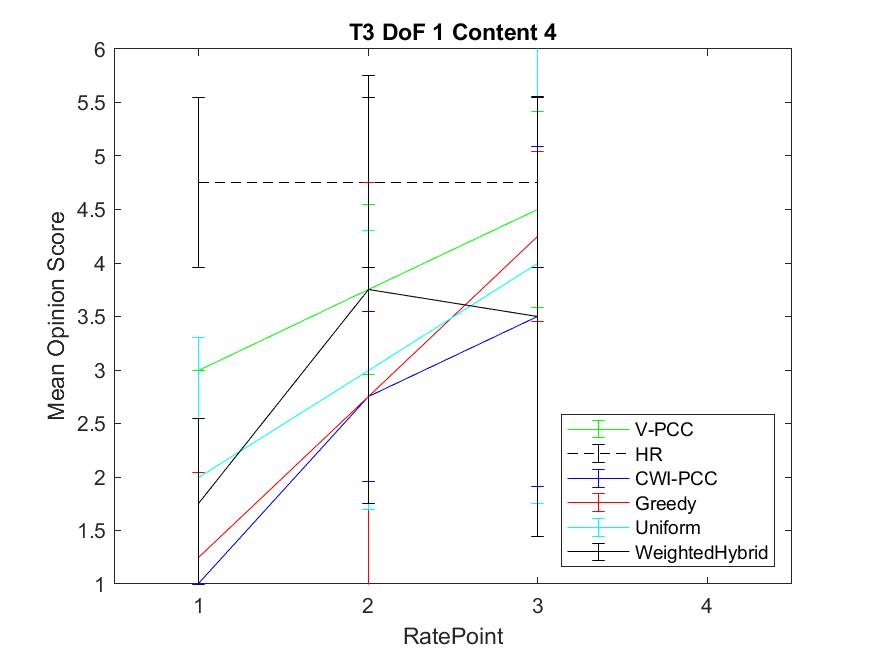 T3 DoF 1 Content 4
Mean Opinion Score
6
5.5
5
4.5
4
3.5
3
2.5
2
1.5
1
1 2 3 4
RatePoint
V-PCC
HR
CWI-PCC
Greedy
Uniform
WeightedHybrid